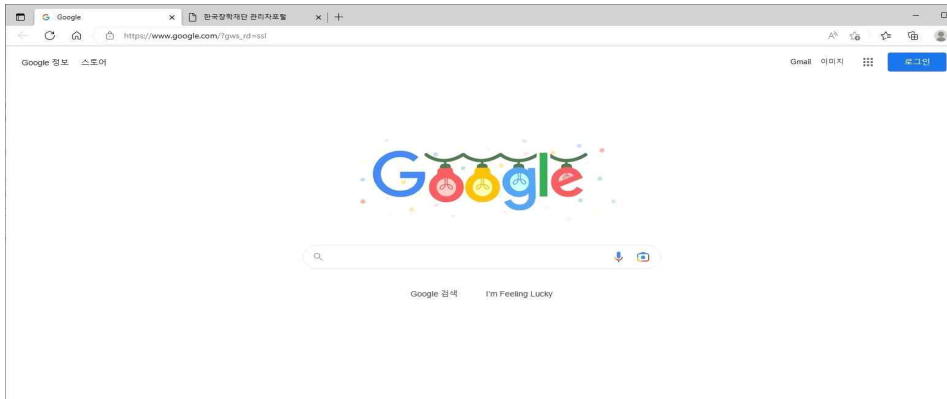 Google
한국장학재단 관리자포털
https://www.google.com/?gws_rd=ssl
Google 정보 스토어
Gmail 이미지
로그인
Google
Google 검색 I'm Feeling Lucky